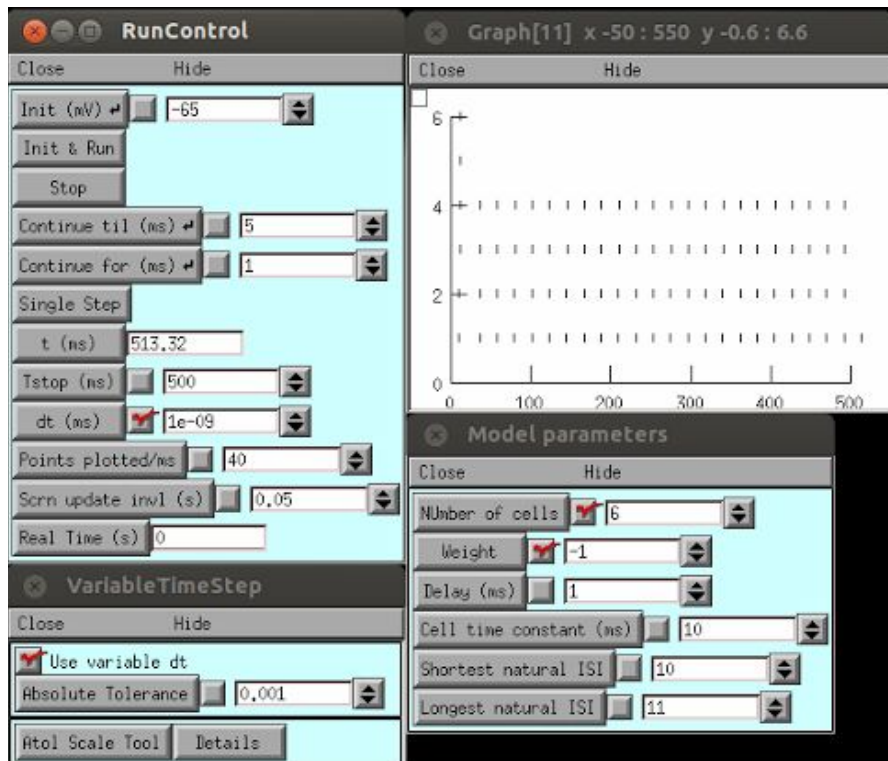 RunControl
Close Hide
Init (mV) -65
Init & Run
Stop
Continue til (ms) 5
Continue for (ms) 1
Single Step
t (ms) 513.32
Tstop (ms) 500
dt (ms) 1e-09
Points plotted/ms 40
Scrn update invl (s) 0.05
Real Time (s) 0
VariableTimeStep
Close Hide
Use variable dt
Absolute Tolerance 0.001
Atol Scale Tool Details
Graph[11] x -50 : 550 y -0.6 : 6.6
Close Hide
6
4
2
0
0 100 200 300 400 500
Model parameters
Close Hide
NUmber of cells 6
Weight -1
Delay (ms) 1
Cell time constant (ms) 10
Shortest natural ISI 10
Longest natural ISI 11